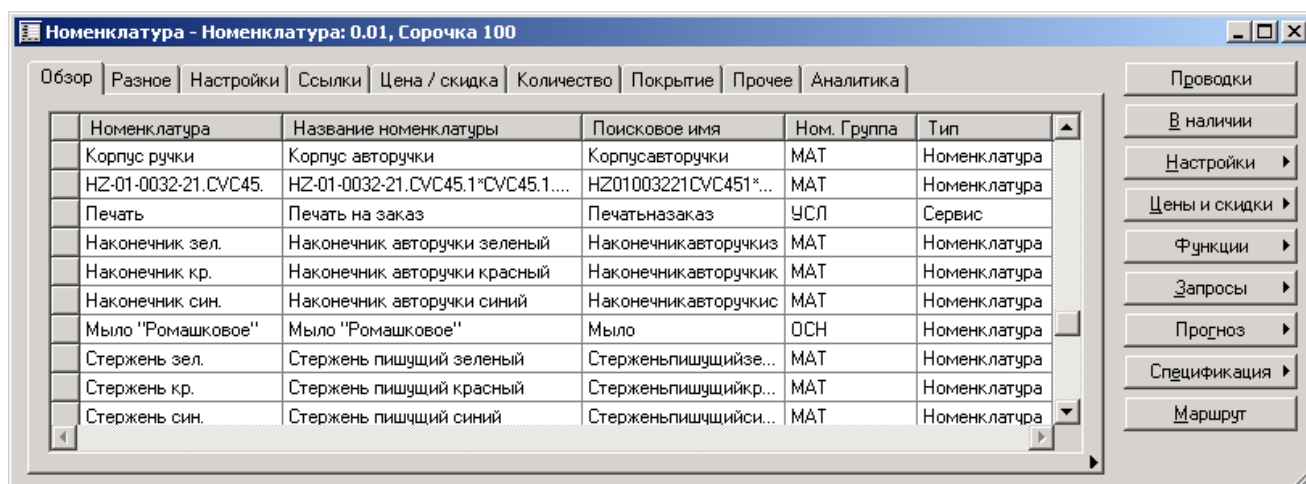 Номенклатура - Номенклатура: 0.01, Сорочка 100
Обзор Разное Настройки Ссылки Цена / скидка Количество Покрытие Прочее Аналитика
Номенклатура Название номенклатуры Поисковое имя Ном. Группа Тип
Корпус ручки Корпус авторучки Корпусавторучки МАТ Номенклатура
HZ-01-0032-21.CVC45. HZ-01-0032-21.CVC45.1*CVC45.1.... HZ01003221CVC451*... МАТ Номенклатура
Печать Печать на заказ Печатьназаказ УСЛ Сервис
Наконечник зел. Наконечник авторучки зеленый Наконечникавторучкиз МАТ Номенклатура
Наконечник кр. Наконечник авторучки красный Наконечникавторучкик МАТ Номенклатура
Наконечник син. Наконечник авторучки синий Наконечникавторучкис МАТ Номенклатура
Мыло "Ромашковое" Мыло "Ромашковое" Мыло ОСН Номенклатура
Стержень зел. Стержень пишущий зеленый Стерженьпишущийзе... МАТ Номенклатура
Стержень кр. Стержень пишущий красный Стерженьпишущийкр... МАТ Номенклатура
Стержень син. Стержень пишущий синий Стерженьпишущийси... МАТ Номенклатура
Проводки
В наличии
Настройки
Цены и скидки
Функции
Запросы
Прогноз
Спецификация
Маршрут